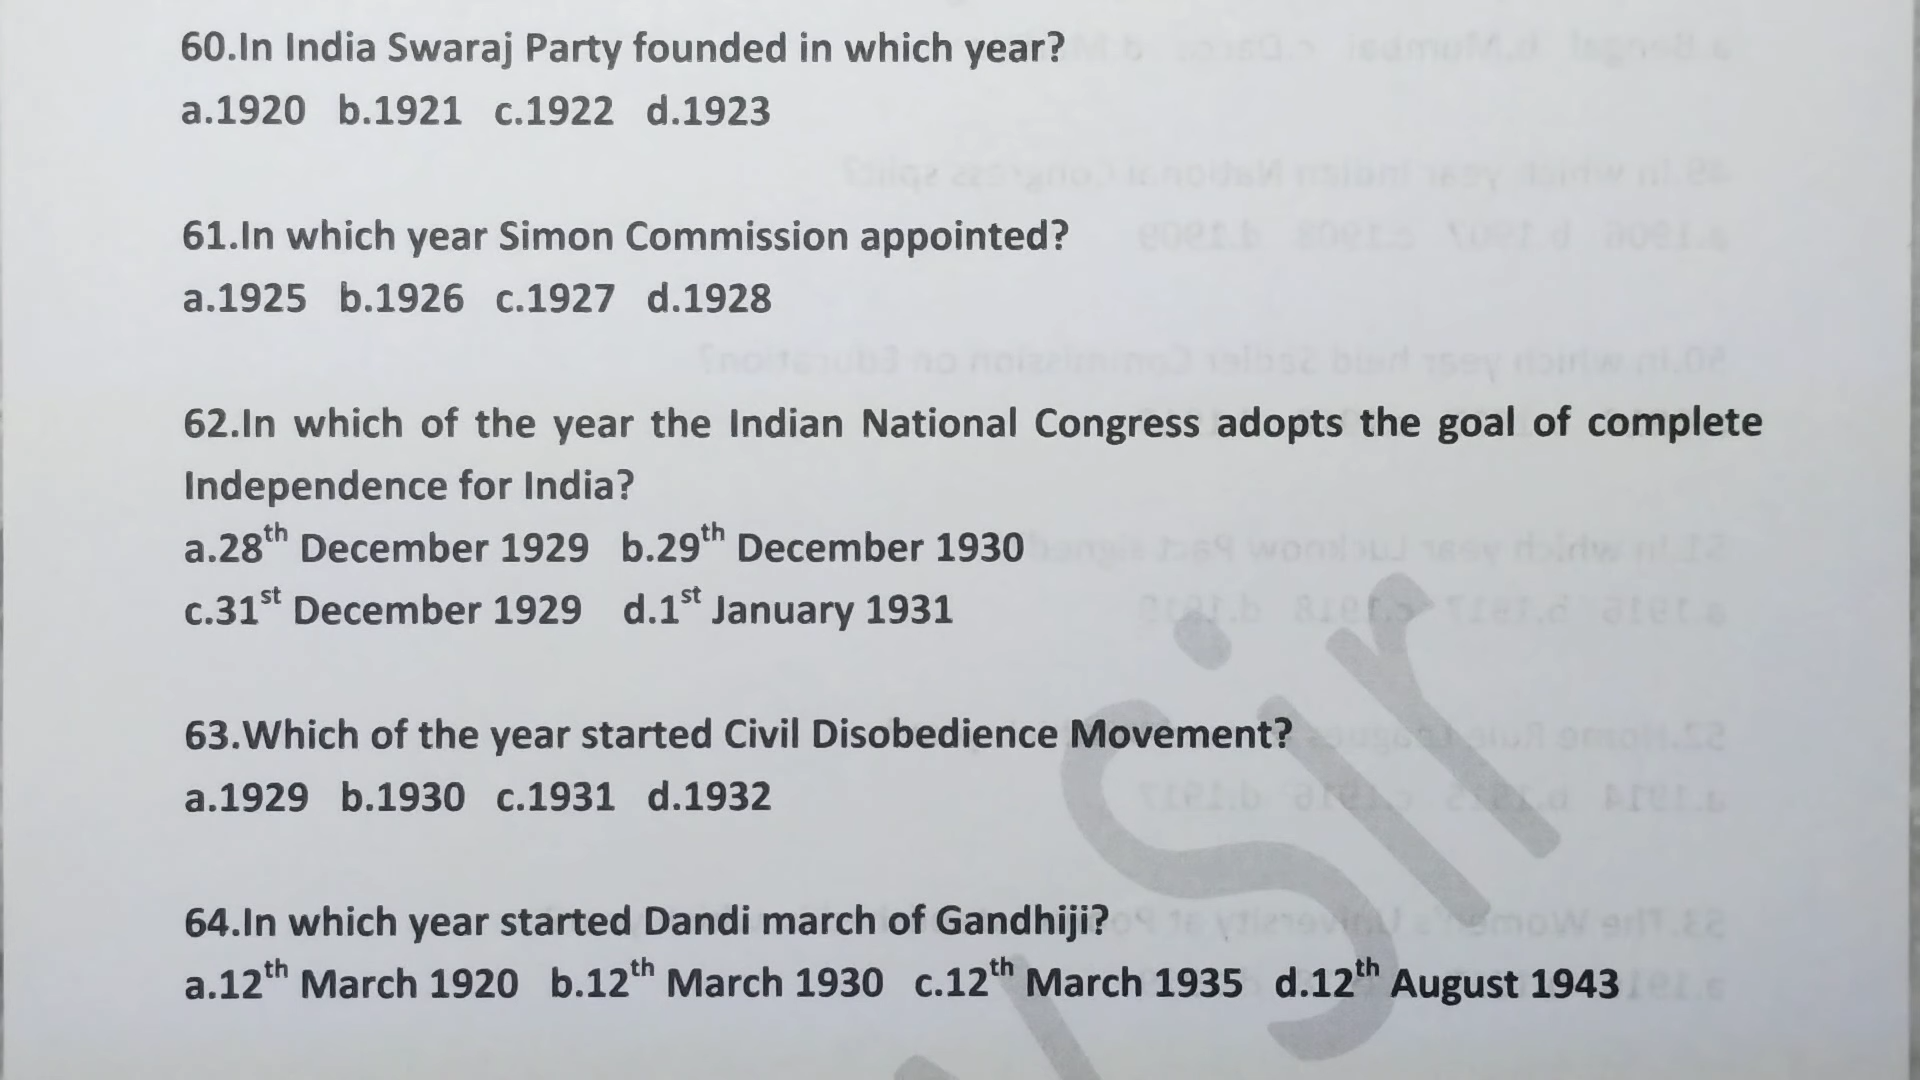 60.In India Swaraj Party founded in which year?
a.1920 b.1921 c.1922 d.1923
61.In which year Simon Commission appointed?
a.1925 b.1926 c.1927 d.1928
62.In which of the year the Indian National Congress adopts the goal of complete
Independence for India?
a.28th December 1929 b.29th December 1930
c.31st December 1929 d.1st January 1931
63.Which of the year started Civil Disobedience Movement?
a.1929 b.1930 c.1931 d.1932
64.In which year started Dandi march of Gandhiji?
a.12th March 1920 b.12th March 1930 c.12th March 1935 d.12th August 1943
Sir